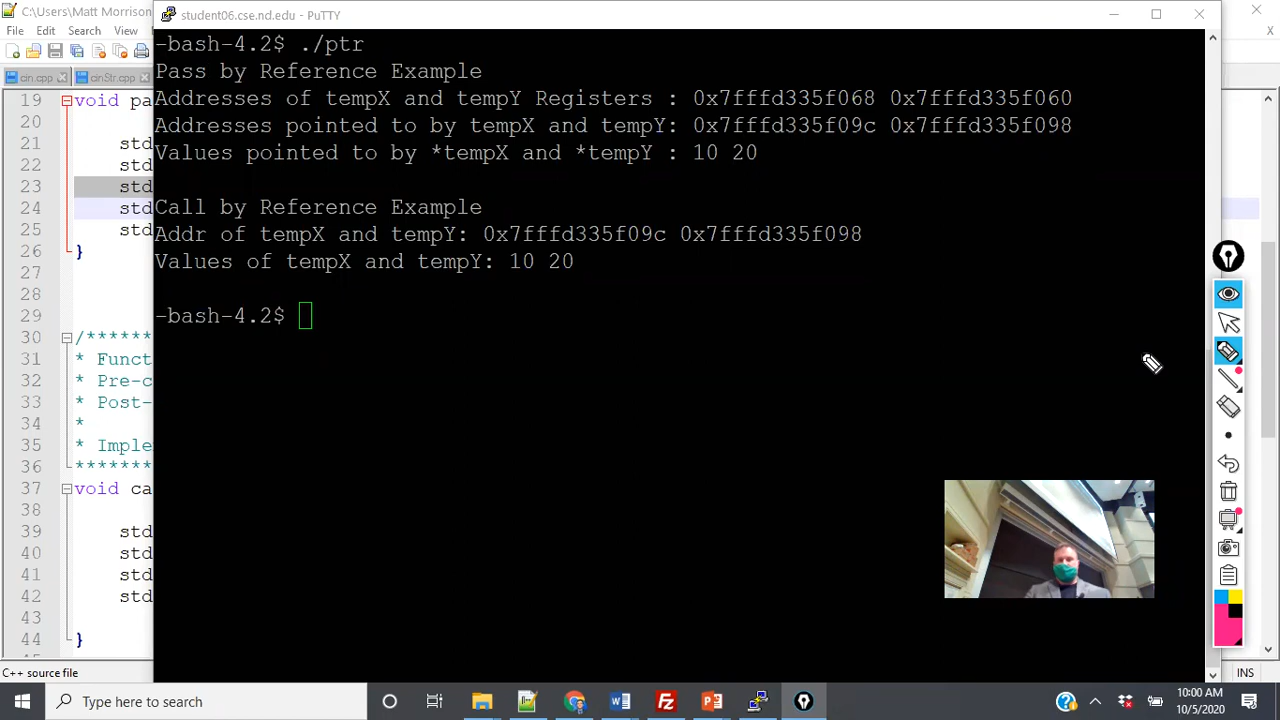 C:\Users\Matt Morrison
student06.cse.nd.edu - PuTTY
File Edit Search View
cin.cpp cinStr.cpp
-bash-4.2$ ./ptr
Pass by Reference Example
Addresses of tempX and tempY Registers : 0x7fffd335f068 0x7fffd335f060
Addresses pointed to by tempX and tempY: 0x7fffd335f09c 0x7fffd335f098
Values pointed to by *tempX and *tempY : 10 20
Call by Reference Example
Addr of tempX and tempY: 0x7fffd335f09c 0x7fffd335f098
Values of tempX and tempY: 10 20
-bash-4.2$
19 void pa
20
21 std
22 std
23 std
24 std
25 std
26 }
27
28
29
30 /*******
31 * Funct
32 * Pre-c
33 * Post-
34 *
35 * Imple
36 *******
37 void ca
38
39 std
40 std
41 std
42 std
43
44 }
C++ source file
INS
Type here to search
10:00 AM
10/5/2020